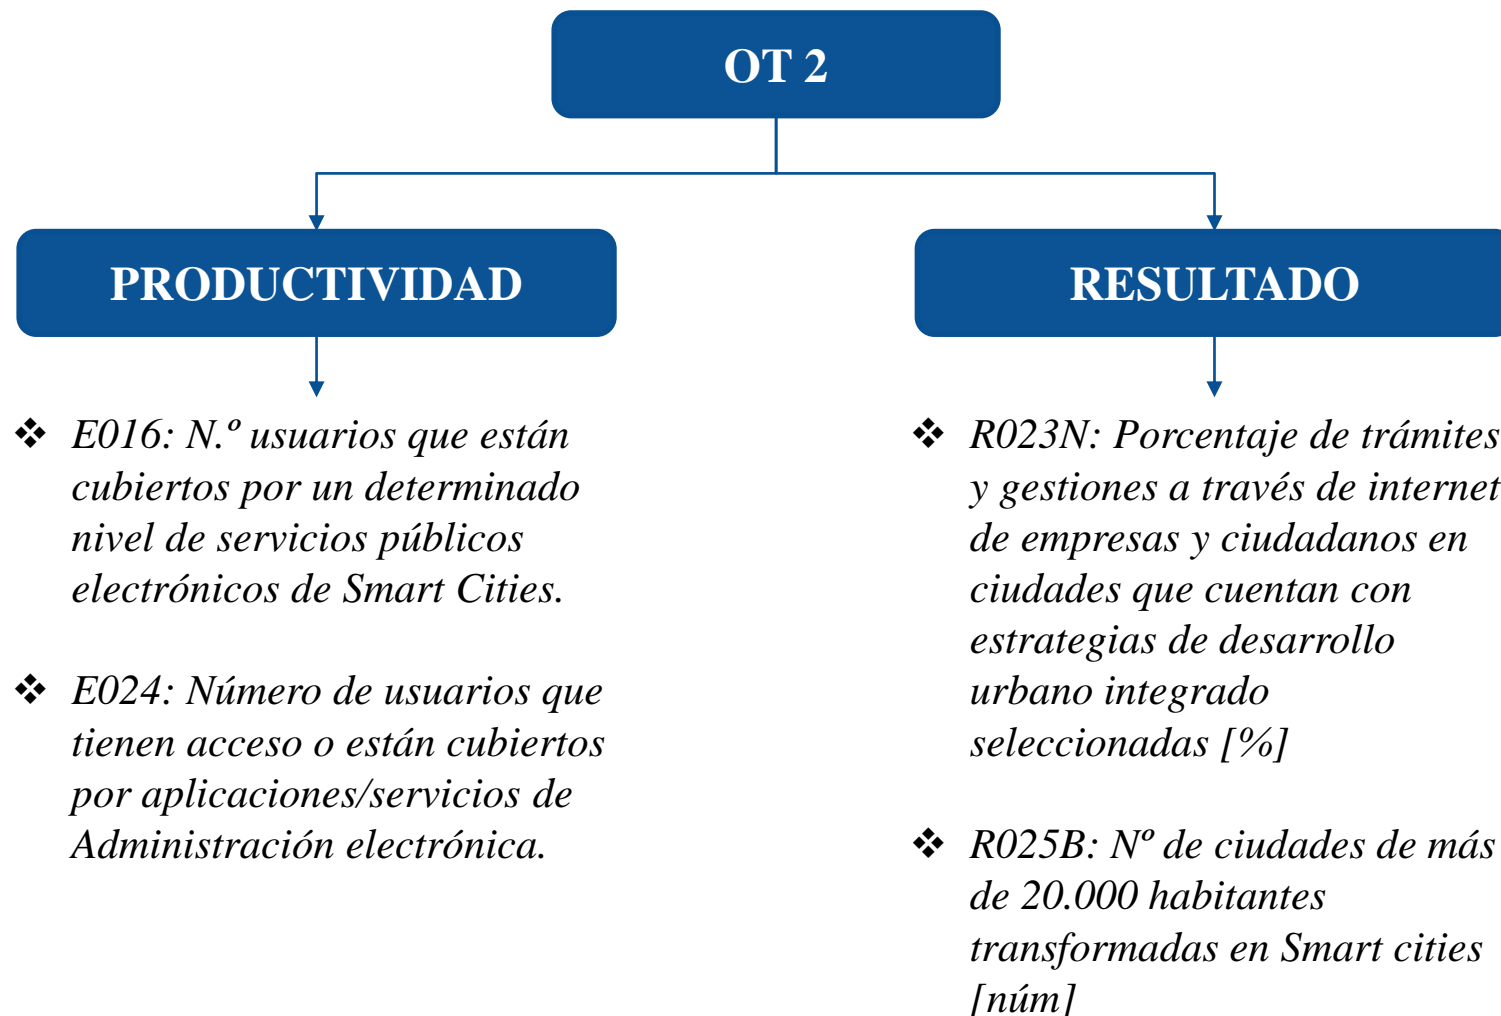 OT 2
PRODUCTIVIDAD
❖ E016: N.º usuarios que están
cubiertos por un determinado
nivel de servicios públicos
electrónicos de Smart Cities.
❖ E024: Número de usuarios que
tienen acceso o están cubiertos
por aplicaciones/servicios de
Administración electrónica.
RESULTADO
❖ R023N: Porcentaje de trámites
y gestiones a través de internet
de empresas y ciudadanos en
ciudades que cuentan con
estrategias de desarrollo
urbano integrado
seleccionadas [%]
❖ R025B: Nº de ciudades de más
de 20.000 habitantes
transformadas en Smart cities
[núm]